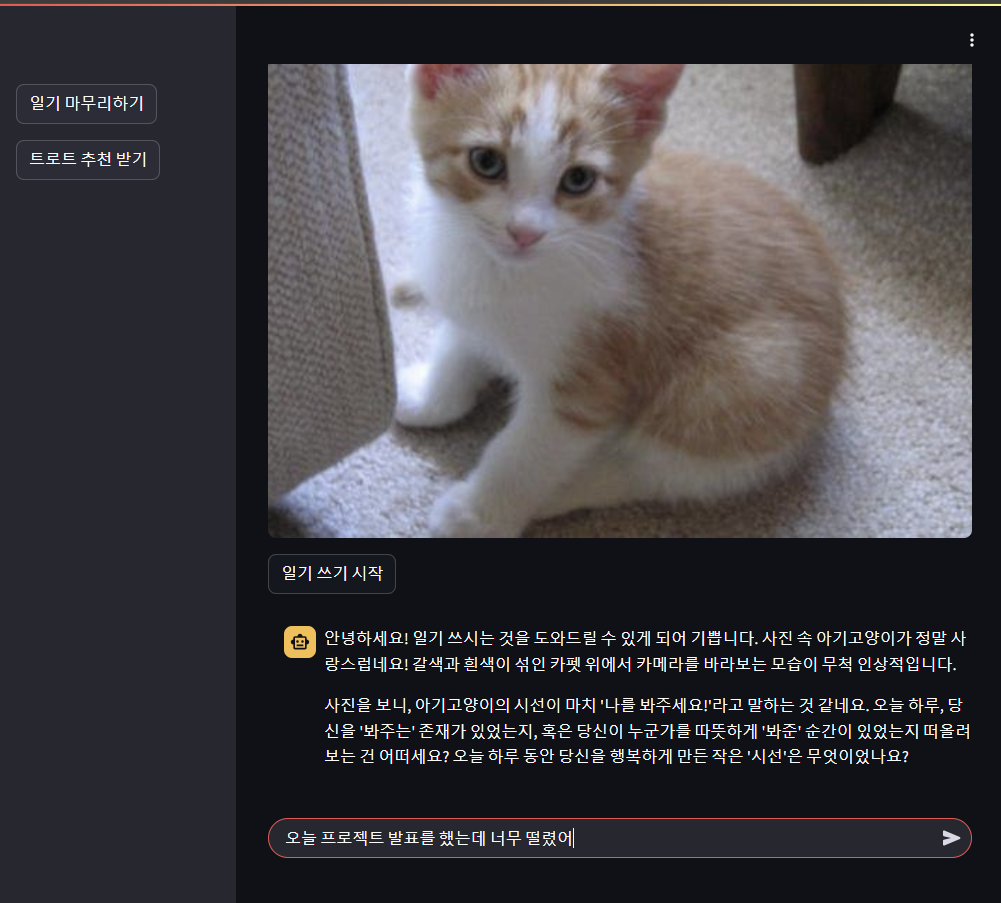 일기 마무리하기
트로트 추천 받기
일기 쓰기 시작
안녕하세요! 일기 쓰시는 것을 도와드릴 수 있게 되어 기쁩니다. 사진 속 아기고양이가 정말 사
랑스럽네요! 갈색과 흰색이 섞인 카펫 위에서 카메라를 바라보는 모습이 무척 인상적입니다.
사진을 보니, 아기고양이의 시선이 마치 '나를 봐주세요!'라고 말하는 것 같네요. 오늘 하루, 당
신을 '봐주는' 존재가 있었는지, 혹은 당신이 누군가를 따뜻하게 '봐준' 순간이 있었는지 떠올려
보는 건 어떠세요? 오늘 하루 동안 당신을 행복하게 만든 작은 '시선'은 무엇이었나요?
오늘 프로젝트 발표를 했는데 너무 떨렸어